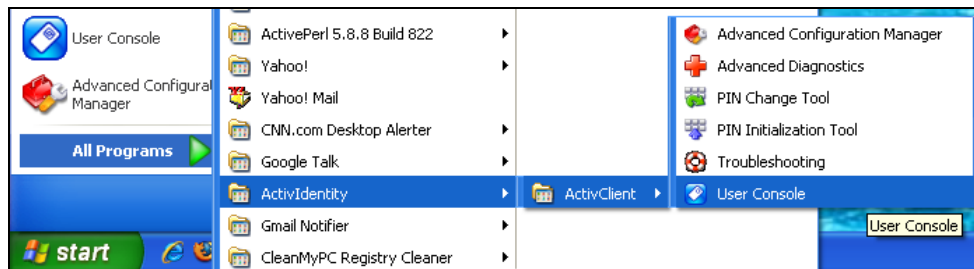 User Console
Advanced Configurat
Manager
All Programs
start
ActivePerl 5.8.8 Build 822
Yahoo!
Yahoo! Mail
CNN.com Desktop Alerter
Google Talk
ActivIdentity
Gmail Notifier
CleanMyPC Registry Cleaner
ActivClient
Advanced Configuration Manager
Advanced Diagnostics
PIN Change Tool
PIN Initialization Tool
Troubleshooting
User Console
User Console